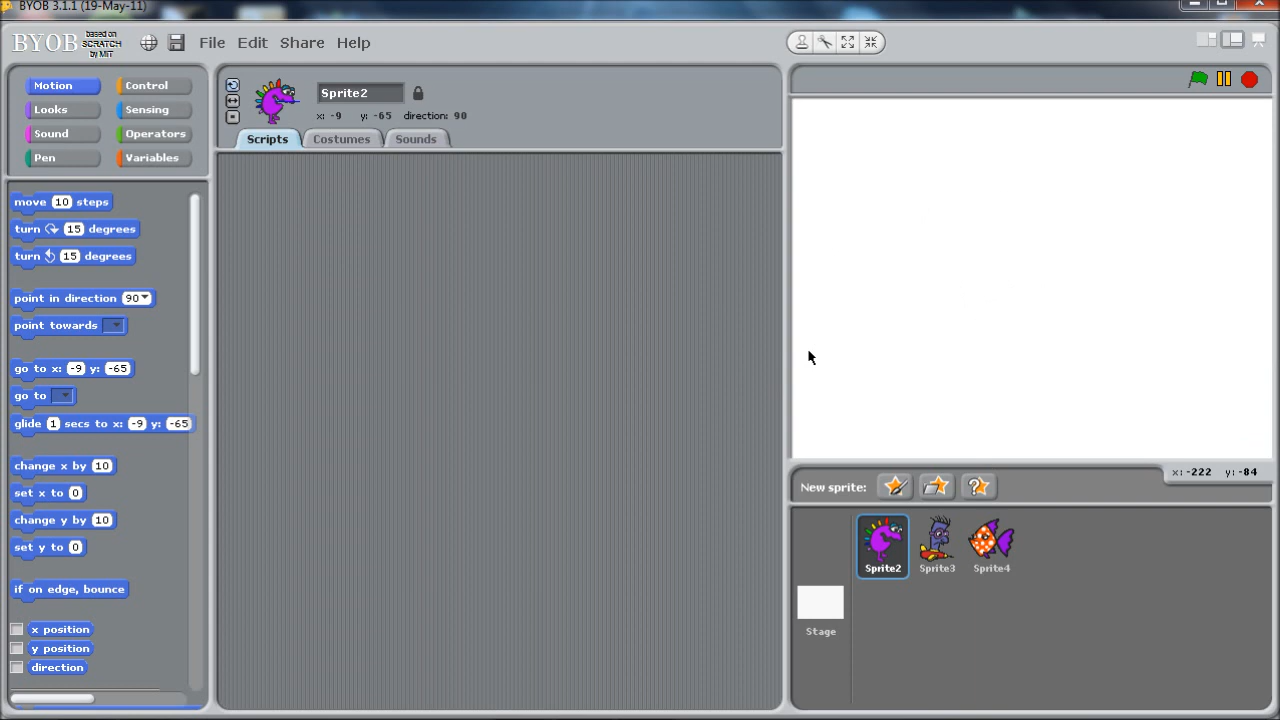 BYOB 3.1.1 (19-May-11)
BYOB based on SCRATCH by MIT File Edit Share Help
Motion Control
Looks Sensing
Sound Operators
Pen Variables
Sprite2
x: -9 y: -65 direction: 90
Scripts Costumes Sounds
move 10 steps
turn 15 degrees
turn 15 degrees
point in direction 90
point towards
go to x: -9 y: -65
go to
glide 1 secs to x: -9 y: -65
change x by 10
set x to 0
change y by 10
set y to 0
if on edge, bounce
x position
y position
direction
x: -222 y: -84
New sprite:
Sprite2 Sprite3 Sprite4
Stage